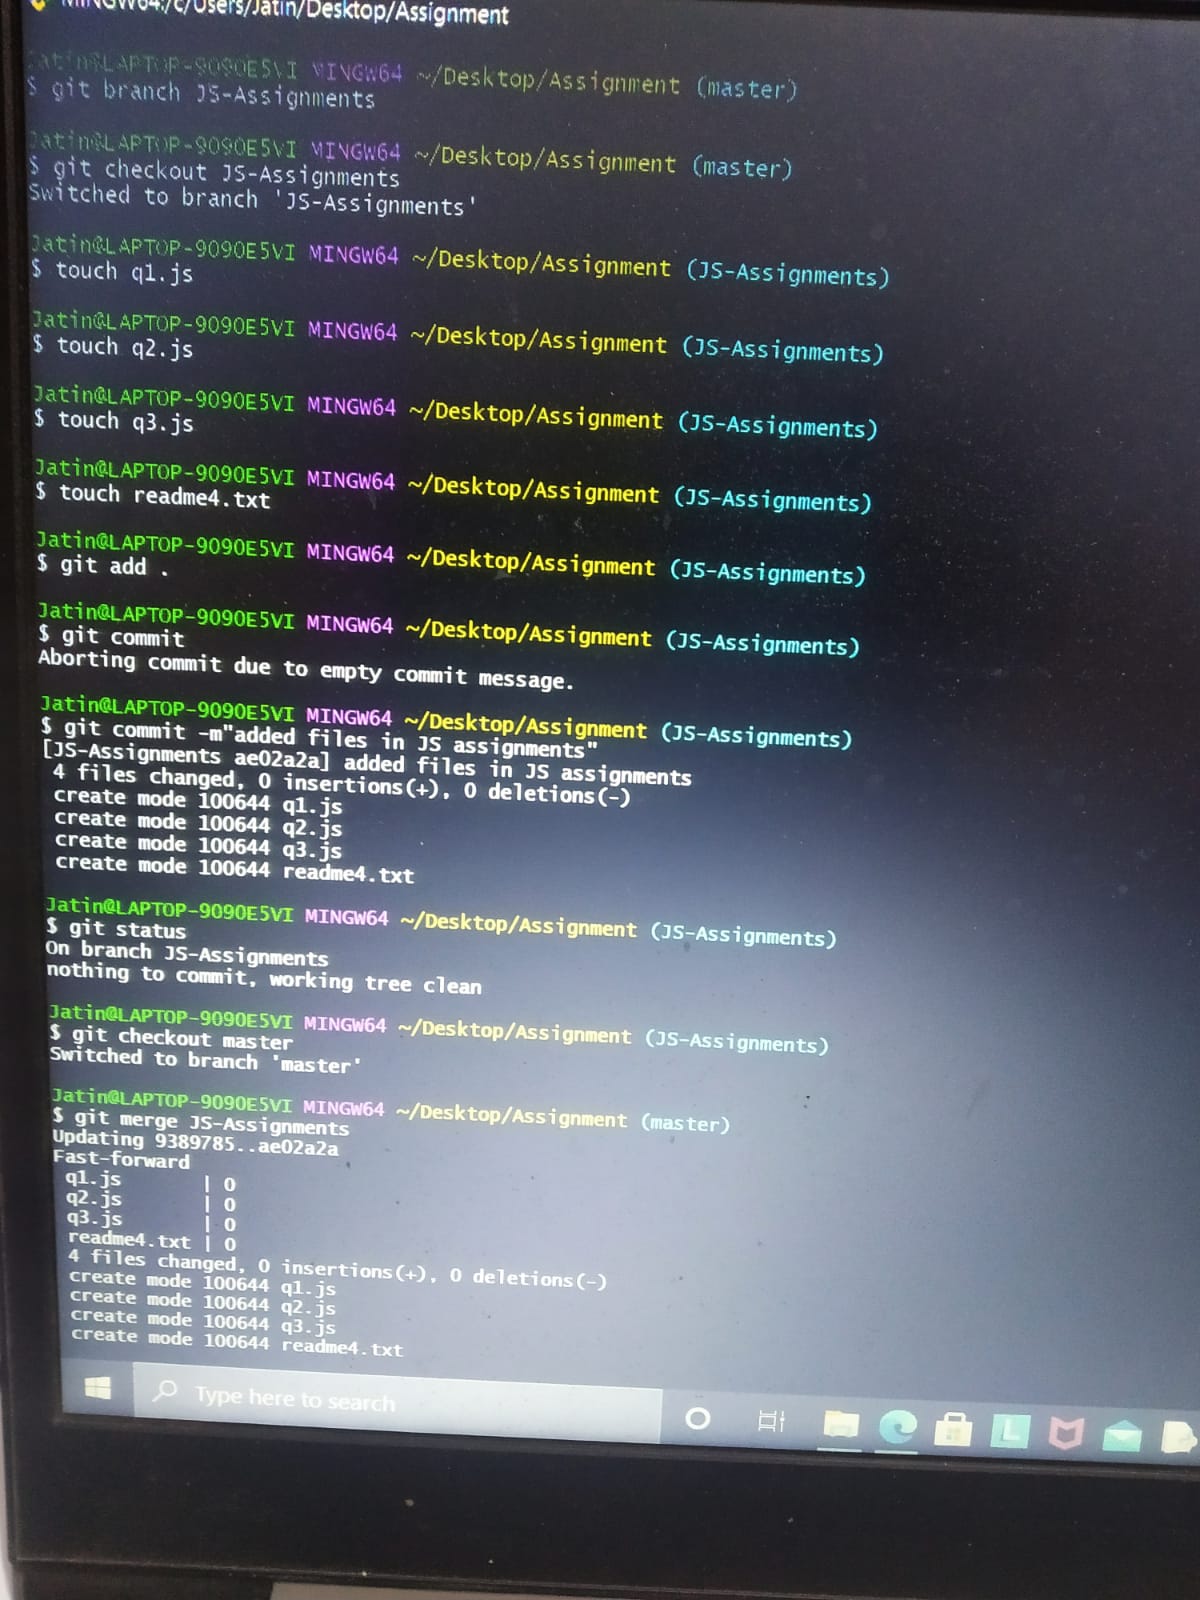 MINGW64:/c/Users/Jatin/Desktop/Assignment
Jatin@LAPTOP-9090E5VI MINGW64 ~/Desktop/Assignment (master)
$ git branch JS-Assignments
Jatin@LAPTOP-9090E5VI MINGW64 ~/Desktop/Assignment (master)
$ git checkout JS-Assignments
Switched to branch 'JS-Assignments'
Jatin@LAPTOP-9090E5VI MINGW64 ~/Desktop/Assignment (JS-Assignments)
$ touch q1.js
Jatin@LAPTOP-9090E5VI MINGW64 ~/Desktop/Assignment (JS-Assignments)
$ touch q2.js
Jatin@LAPTOP-9090E5VI MINGW64 ~/Desktop/Assignment (JS-Assignments)
$ touch q3.js
Jatin@LAPTOP-9090E5VI MINGW64 ~/Desktop/Assignment (JS-Assignments)
$ touch readme4.txt
Jatin@LAPTOP-9090E5VI MINGW64 ~/Desktop/Assignment (JS-Assignments)
$ git add .
Jatin@LAPTOP-9090E5VI MINGW64 ~/Desktop/Assignment (JS-Assignments)
$ git commit
Aborting commit due to empty commit message.
Jatin@LAPTOP-9090E5VI MINGW64 ~/Desktop/Assignment (JS-Assignments)
$ git commit -m"added files in JS assignments"
[JS-Assignments ae02a2a] added files in JS assignments
4 files changed, 0 insertions(+), 0 deletions(-)
create mode 100644 q1.js
create mode 100644 q2.js
create mode 100644 q3.js
create mode 100644 readme4.txt
Jatin@LAPTOP-9090E5VI MINGW64 ~/Desktop/Assignment (JS-Assignments)
$ git status
On branch JS-Assignments
nothing to commit, working tree clean
Jatin@LAPTOP-9090E5VI MINGW64 ~/Desktop/Assignment (JS-Assignments)
$ git checkout master
Switched to branch 'master'
Jatin@LAPTOP-9090E5VI MINGW64 ~/Desktop/Assignment (master)
$ git merge JS-Assignments
Updating 9389785..ae02a2a
Fast-forward
q1.js | 0
q2.js | 0
q3.js | 0
readme4.txt | 0
4 files changed, 0 insertions(+), 0 deletions(-)
create mode 100644 q1.js
create mode 100644 q2.js
create mode 100644 q3.js
create mode 100644 readme4.txt
Type here to search
L